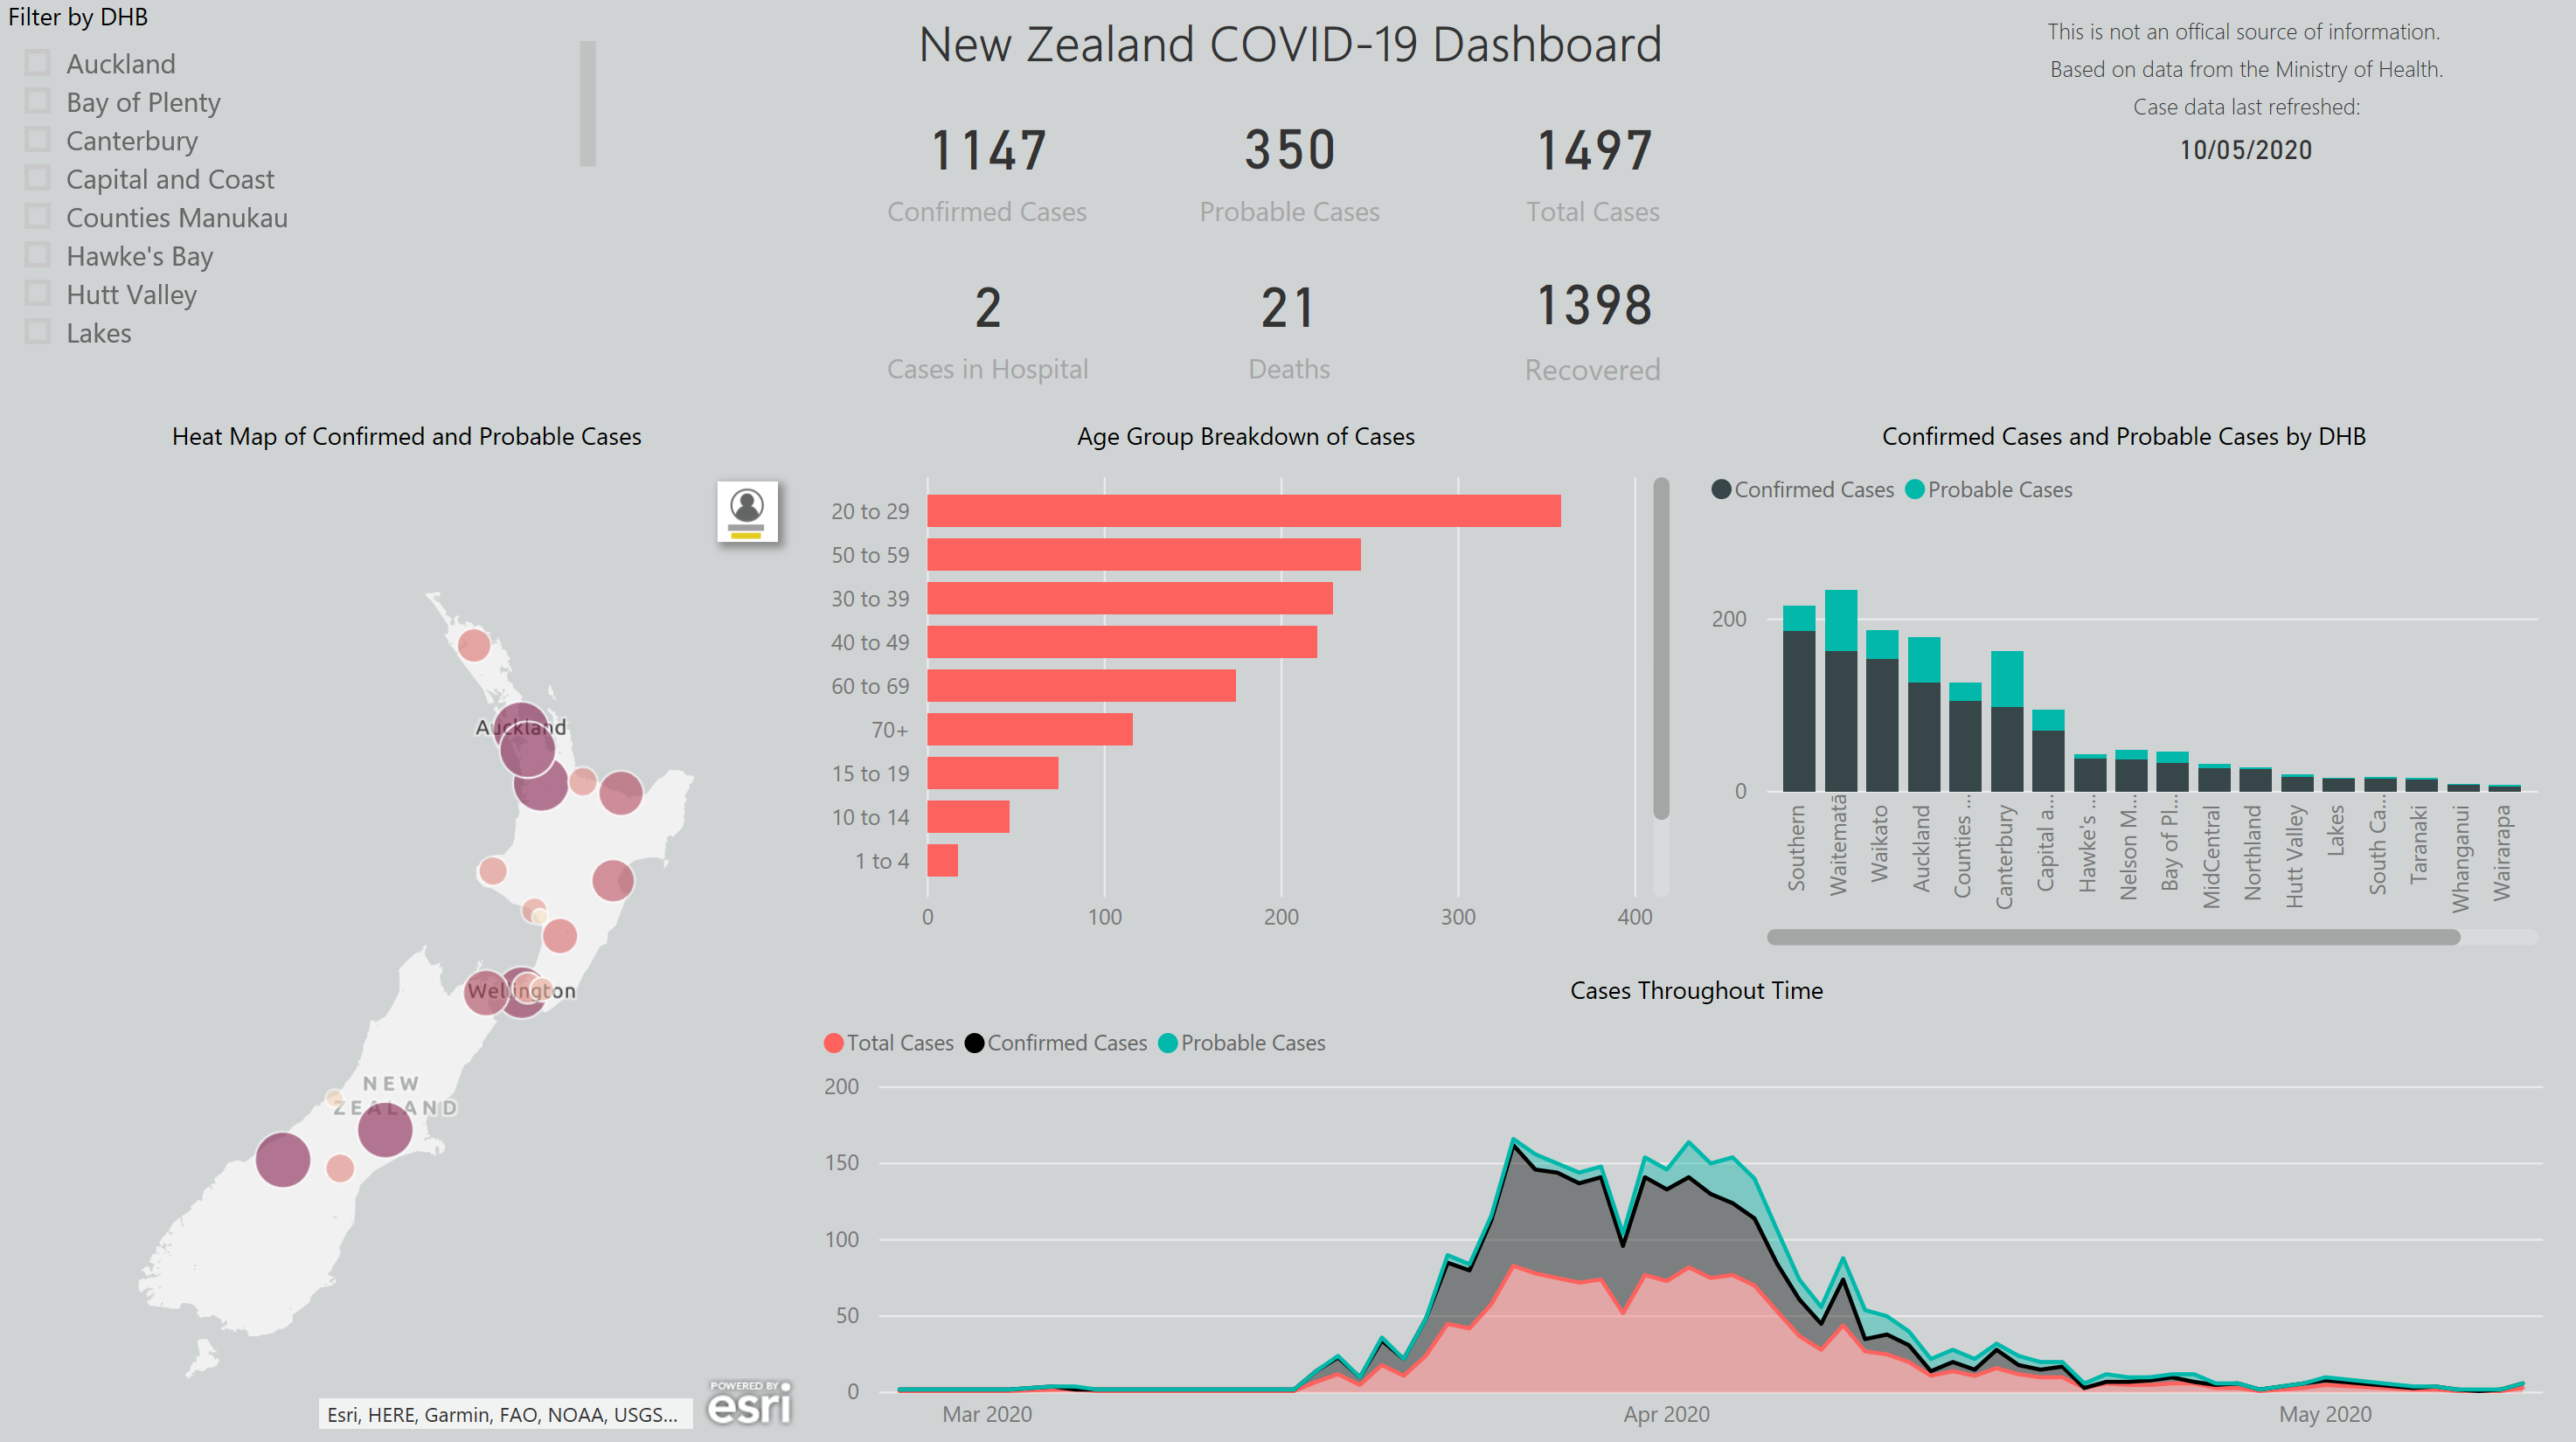 Filter by DHB
Auckland
Bay of Plenty
Canterbury
Capital and Coast
Counties Manukau
Hawke's Bay
Hutt Valley
Lakes
New Zealand COVID-19 Dashboard
1147
Confirmed Cases
350
Probable Cases
1497
Total Cases
2
Cases in Hospital
21
Deaths
1398
Recovered
This is not an offical source of information.
Based on data from the Ministry of Health.
Case data last refreshed:
10/05/2020
Heat Map of Confirmed and Probable Cases
Auckland
Wellington
NEW
ZEALAND
Esri, HERE, Garmin, FAO, NOAA, USGS...
POWERED BY
esri
Age Group Breakdown of Cases
20 to 29
50 to 59
30 to 39
40 to 49
60 to 69
70+
15 to 19
10 to 14
1 to 4
0
100
200
300
400
Confirmed Cases and Probable Cases by DHB
Confirmed Cases
Probable Cases
200
0
Southern
Waitematā
Waikato
Auckland
Counties ...
Canterbury
Capital a...
Hawke's ...
Nelson M...
Bay of Pl...
MidCentral
Northland
Hutt Valley
Lakes
South Ca...
Taranaki
Whanganui
Wairarapa
Cases Throughout Time
Total Cases
Confirmed Cases
Probable Cases
200
150
100
50
0
Mar 2020
Apr 2020
May 2020